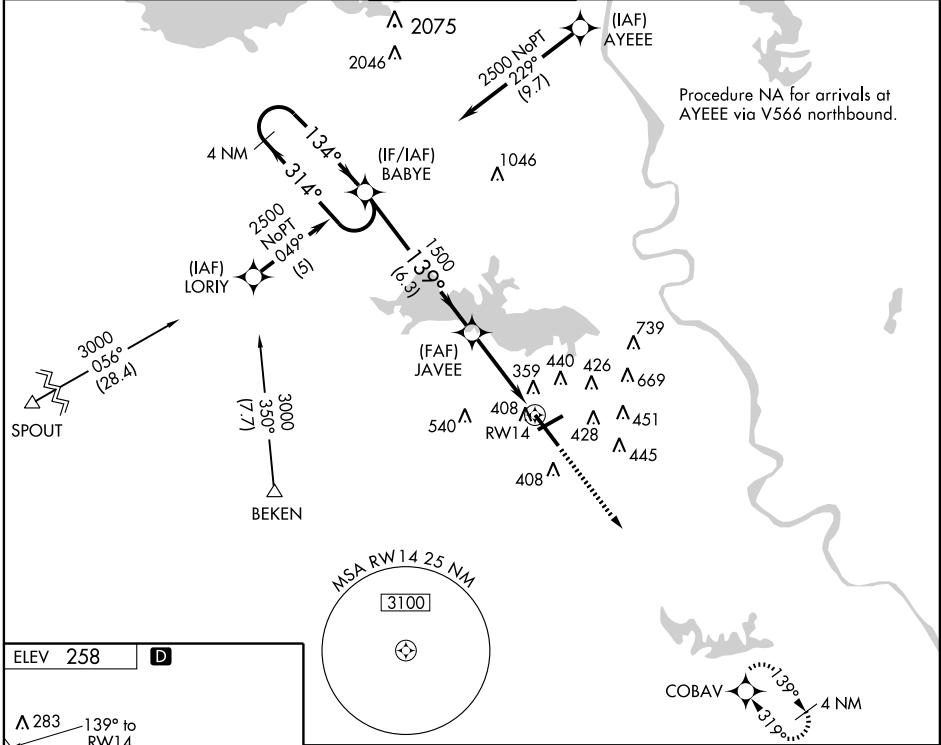 2075
2046
(IAF)
AYEEE
2500 NoPT
229°
(9.7)
Procedure NA for arrivals at
AYEEE via V566 northbound.
4 NM
134°
314°
(IF/IAF)
BABYE
1046
2500
NoPT
049°
(5)
(IAF)
LORIY
1500
139°
(6.3)
3000
056°
(28.4)
SPOUT
3000
350°
(7.7)
BEKEN
(FAF)
JAVEE
739
359
440
426
669
540
408
RW14
428
451
445
408
MSA RW14 25 NM
3100
ELEV 258
D
283
139° to
RW14
COBAV
139°
319°
4 NM